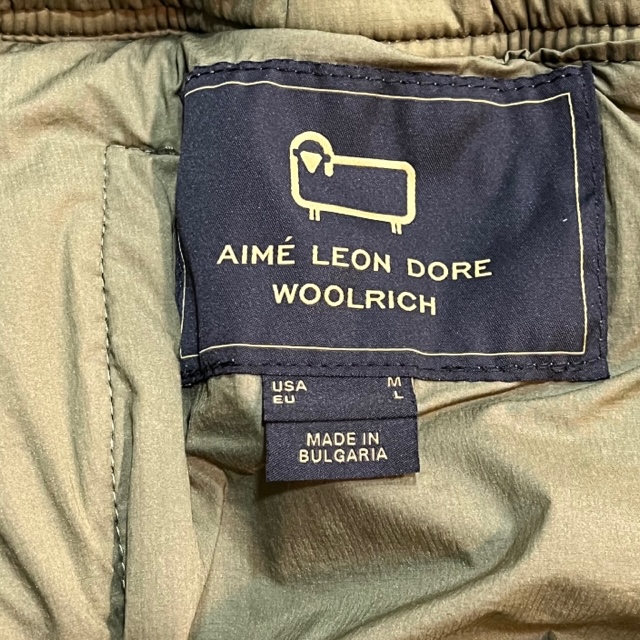 AIMÉ LEON DORE
WOOLRICH
USA M
EU L
MADE IN
BULGARIA